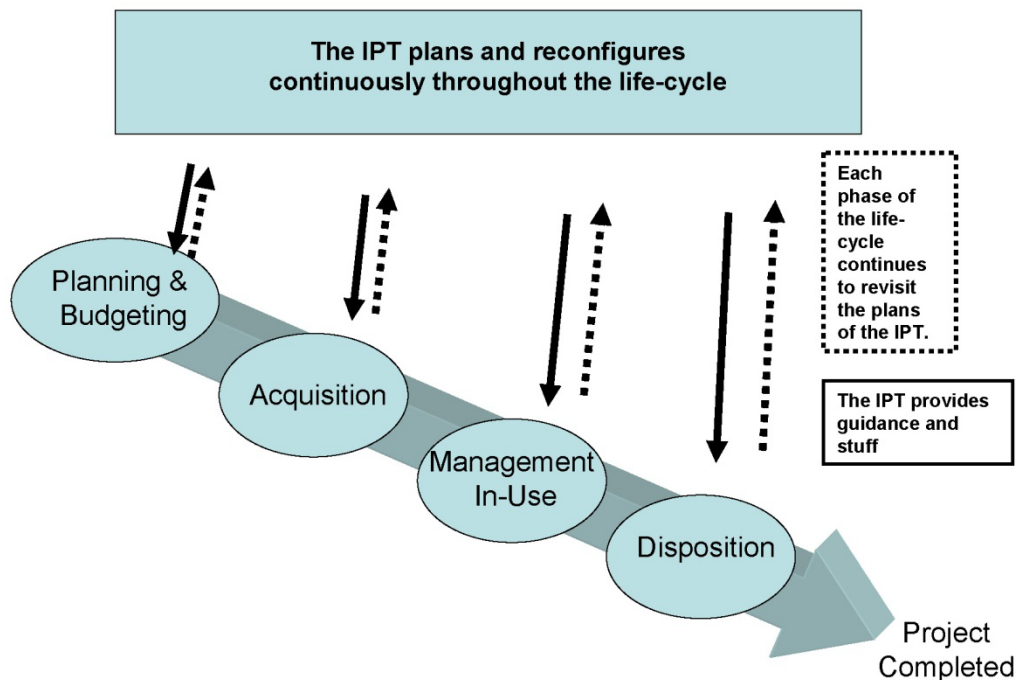 The IPT plans and reconfigures
continuously throughout the life-cycle
Each
phase of
the life-
cycle
continues
to revisit
the plans
of the IPT.
Planning &
Budgeting
Acquisition
The IPT provides
guidance and
stuff
Management
In-Use
Disposition
Project
Completed